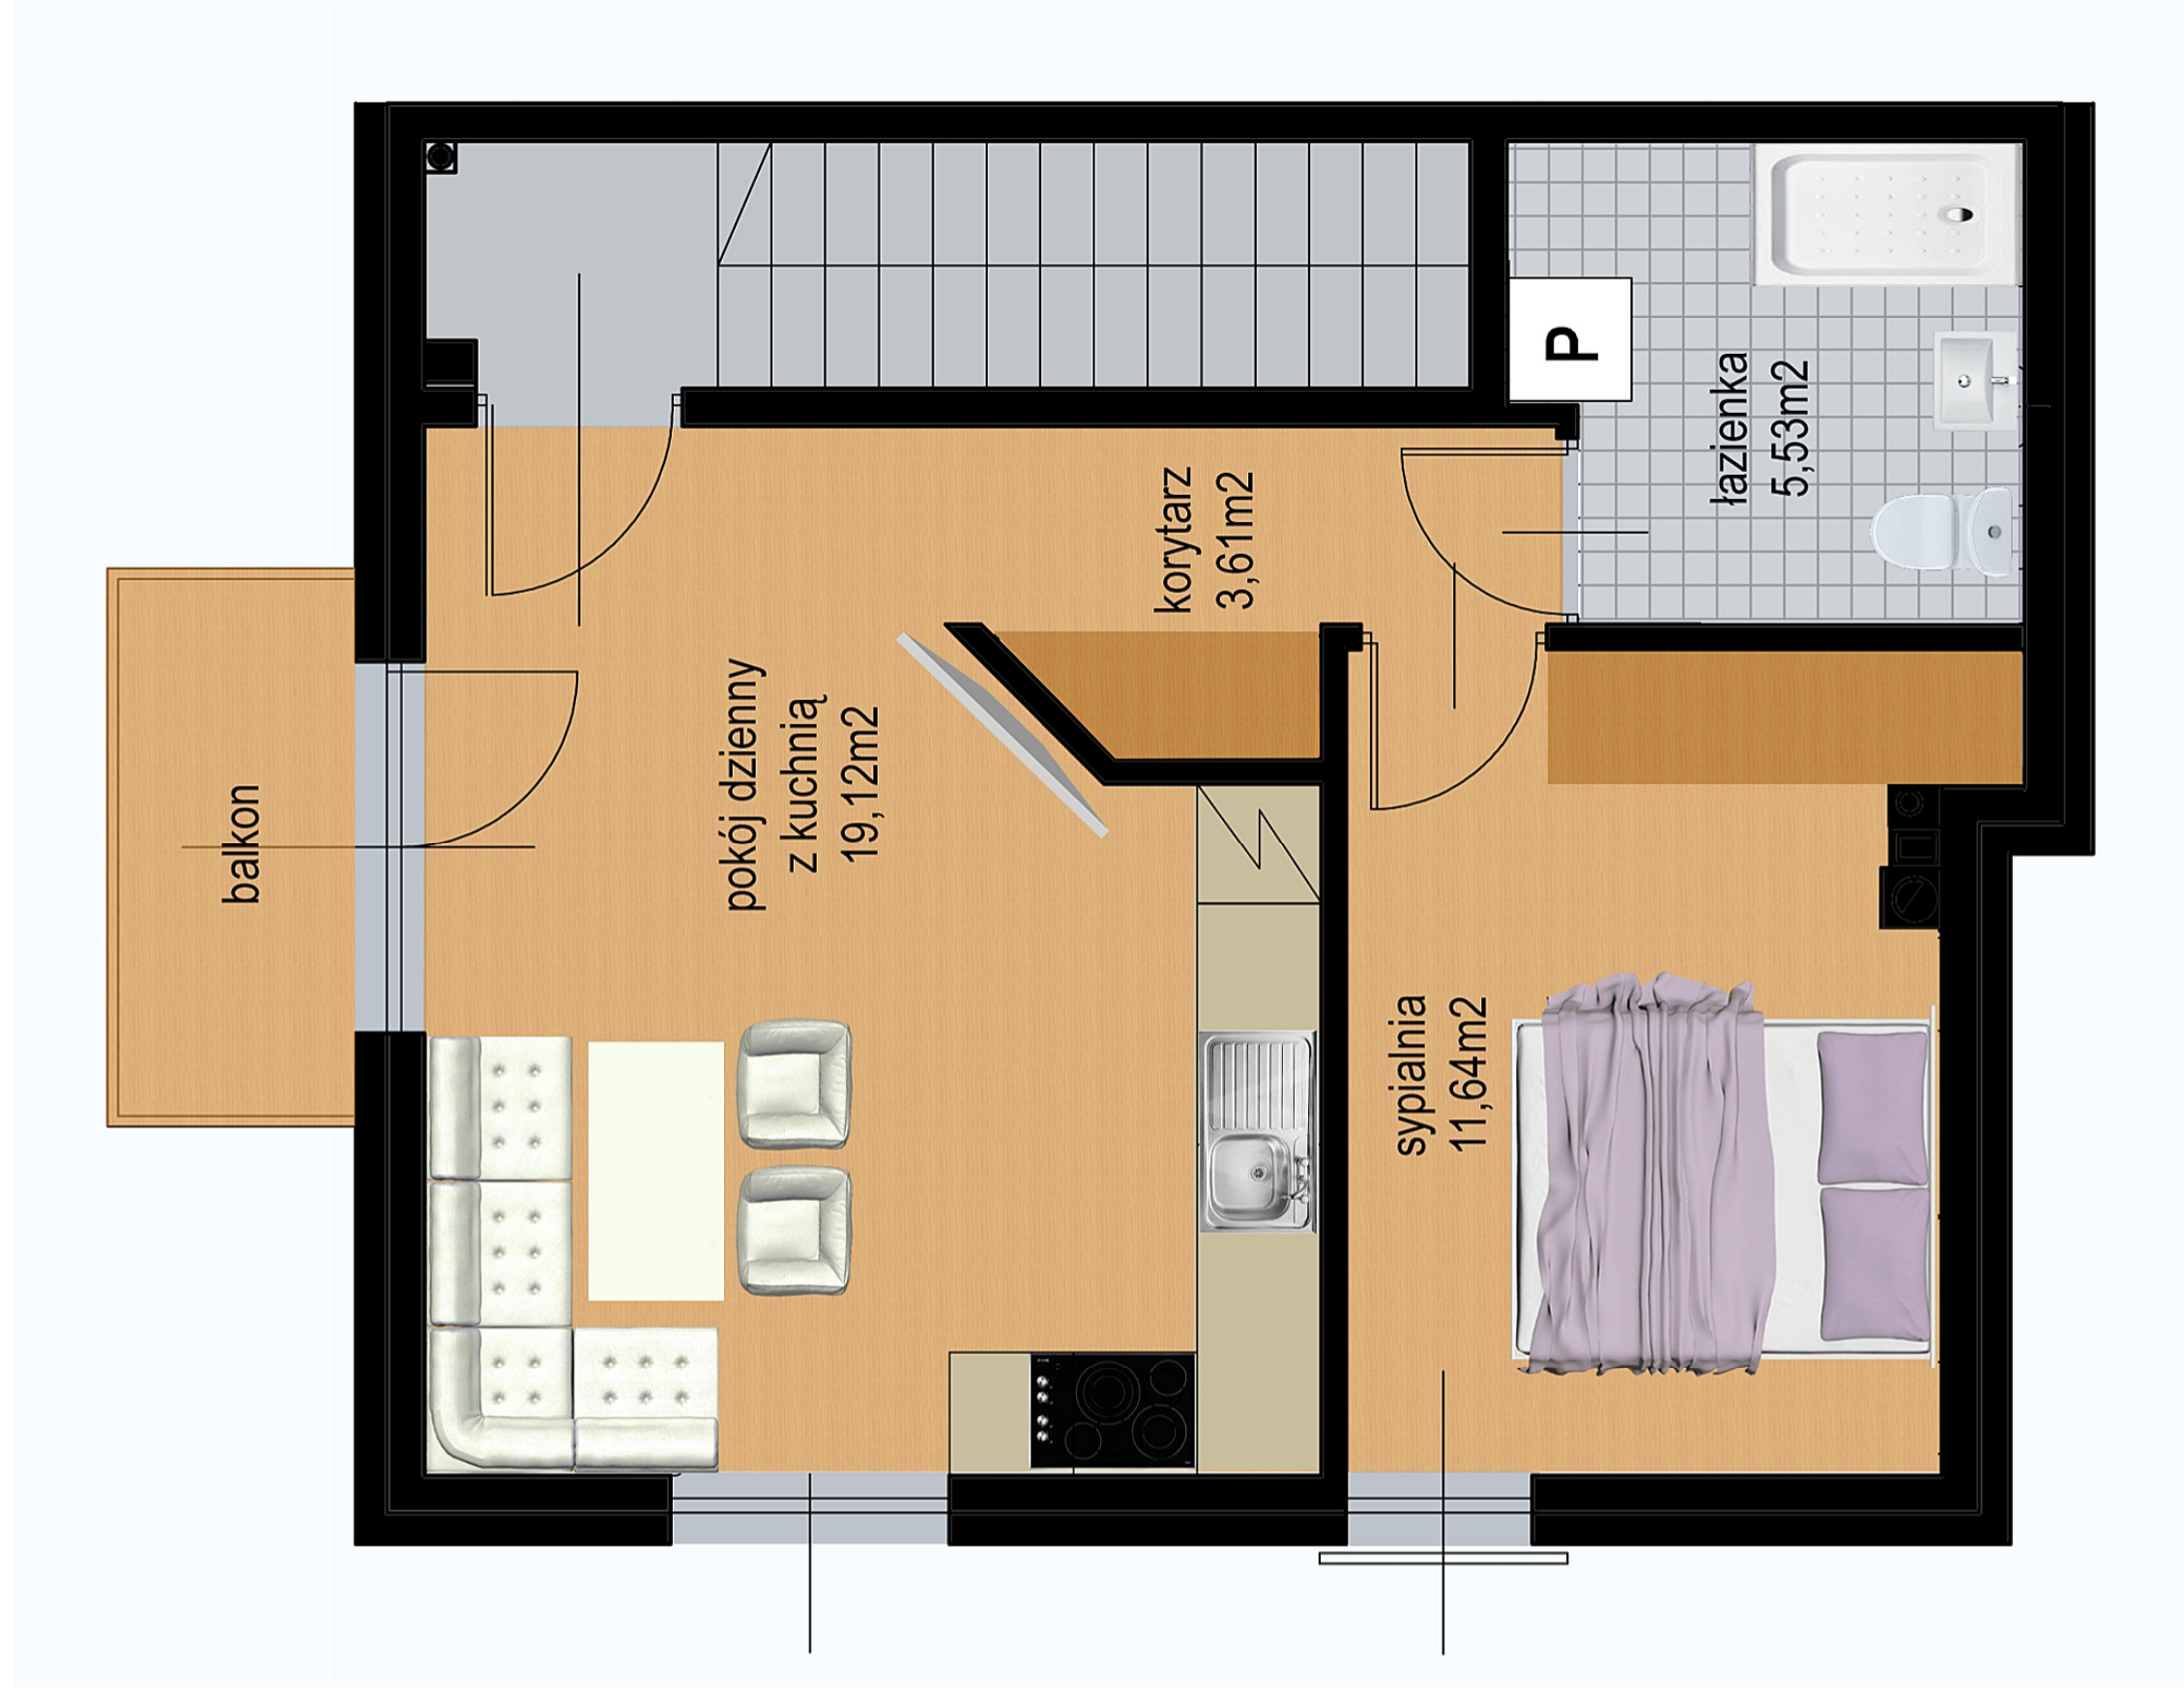 balkon
pokój dzienny
z kuchnią
19,12m2
korytarz
3,61m2
sypialnia
11,64m2
P
łazienka
5,53m2